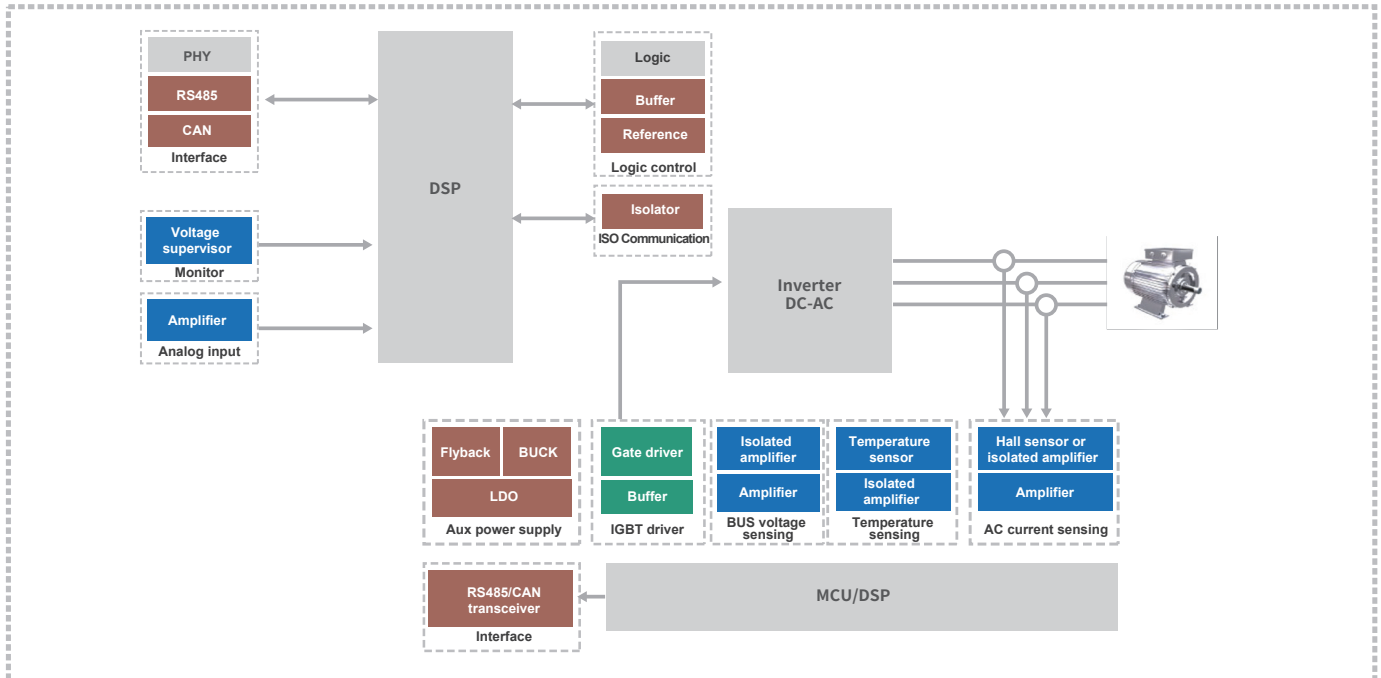 PHY
RS485
CAN
Interface
Voltage
supervisor
Monitor
Amplifier
Analog input
DSP
Logic
Buffer
Reference
Logic control
Isolator
ISO Communication
Inverter
DC-AC
Flyback
BUCK
LDO
Aux power supply
Gate driver
Buffer
IGBT driver
Isolated
amplifier
Amplifier
BUS voltage
sensing
Temperature
sensor
Isolated
amplifier
Temperature
sensing
Hall sensor or
isolated amplifier
Amplifier
AC current sensing
RS485/CAN
transceiver
Interface
MCU/DSP